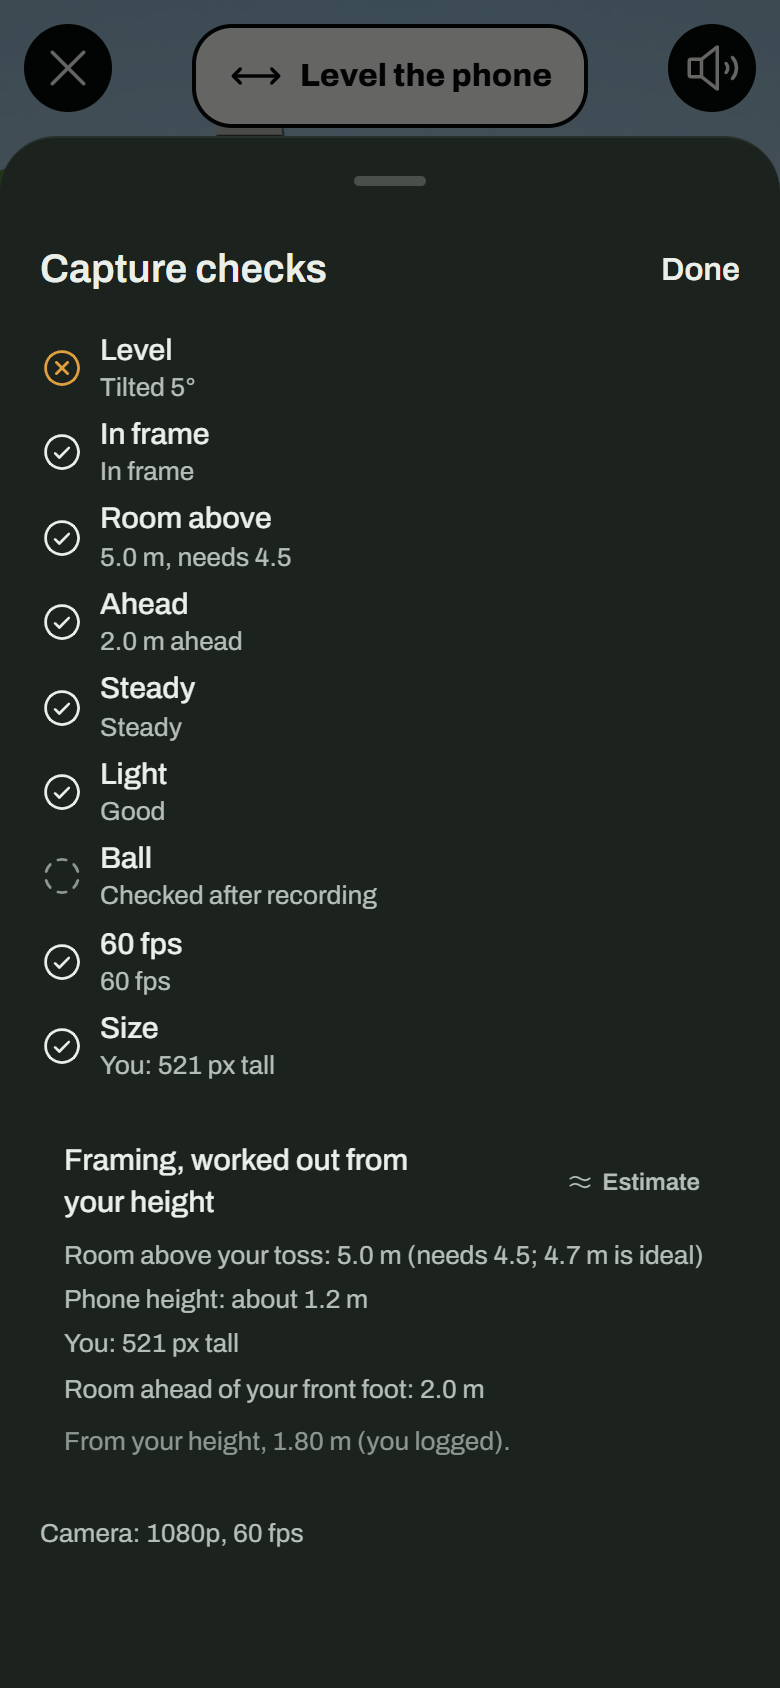 Level the phone
Capture checks
Done
Level
Tilted 5°
In frame
In frame
Room above
5.0 m, needs 4.5
Ahead
2.0 m ahead
Steady
Steady
Light
Good
Ball
Checked after recording
60 fps
60 fps
Size
You: 521 px tall
Framing, worked out from
your height
≈ Estimate
Room above your toss: 5.0 m (needs 4.5; 4.7 m is ideal)
Phone height: about 1.2 m
You: 521 px tall
Room ahead of your front foot: 2.0 m
From your height, 1.80 m (you logged).
Camera: 1080p, 60 fps